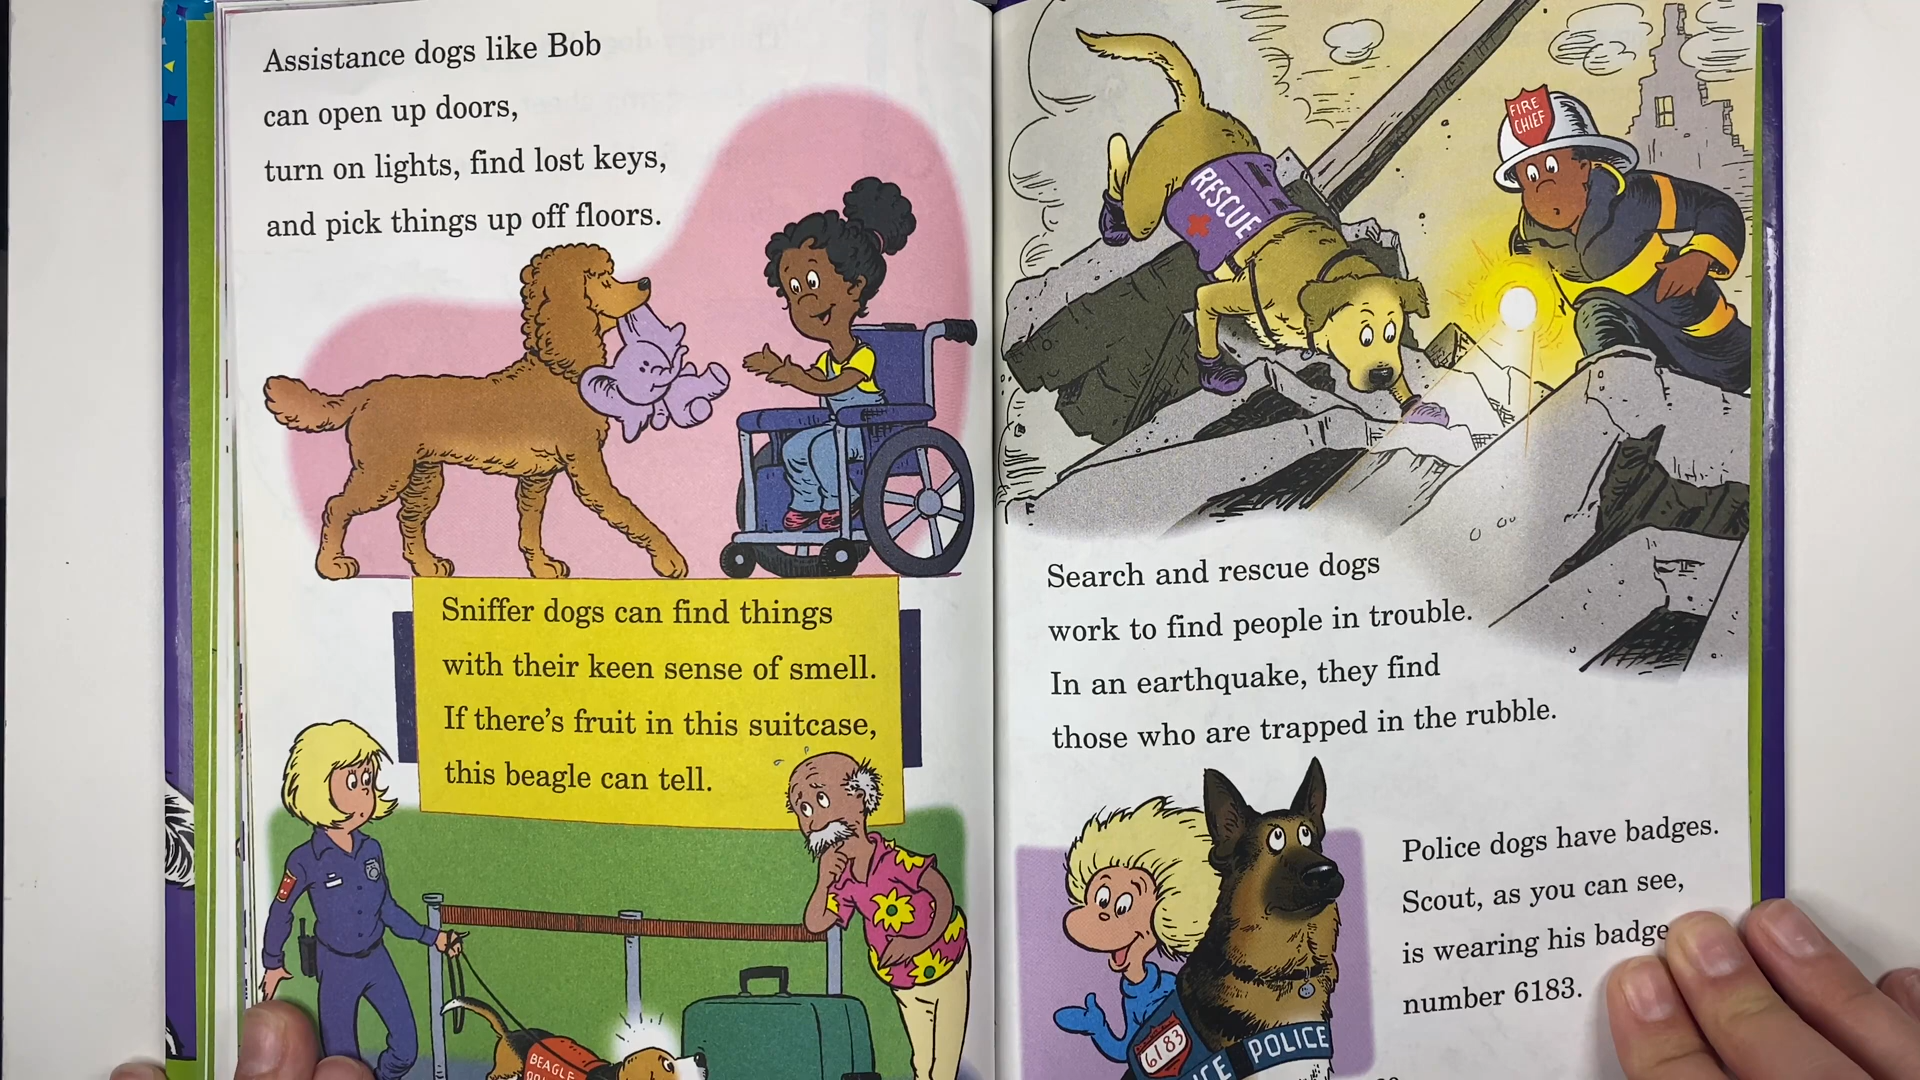 Assistance dogs like Bob
can open up doors,
turn on lights, find lost keys,
and pick things up off floors.
Sniffer dogs can find things
with their keen sense of smell.
If there's fruit in this suitcase,
this beagle can tell.
BEAGLE
RESCUE
FIRE
CHIEF
Search and rescue dogs
work to find people in trouble.
In an earthquake, they find
those who are trapped in the rubble.
Police dogs have badges.
Scout, as you can see,
is wearing his badge
number 6183.
6183
POLICE